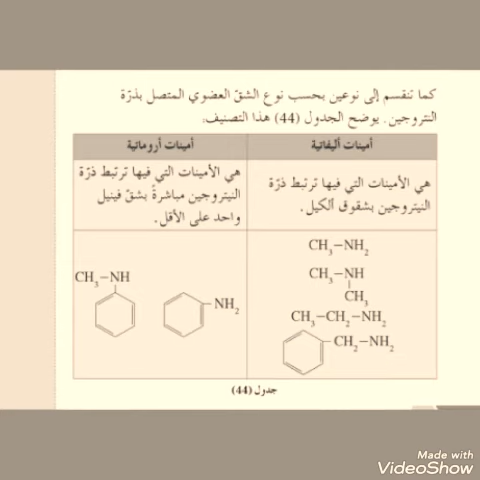 كما تنقسم إلى نوعين بحسب نوع الشقّ العضوي المتصل بذرّة
النتروجين. يوضح الجدول (44) هذا التصنيف:
أمينات أليفاتية
أمينات أروماتية
هي الأمينات التي فيها ترتبط ذرّة
النيتروجين بشقوق ألكيل.
هي الأمينات التي فيها ترتبط ذرّة
النيتروجين مباشرةً بشقّ فينيل
واحد على الأقل.
CH₃–NH₂
CH₃–NH
CH₃
CH₃–CH₂–NH₂
CH₂–NH₂
NH₂
CH₃–NH
جدول (44)
Made with
VideoShow